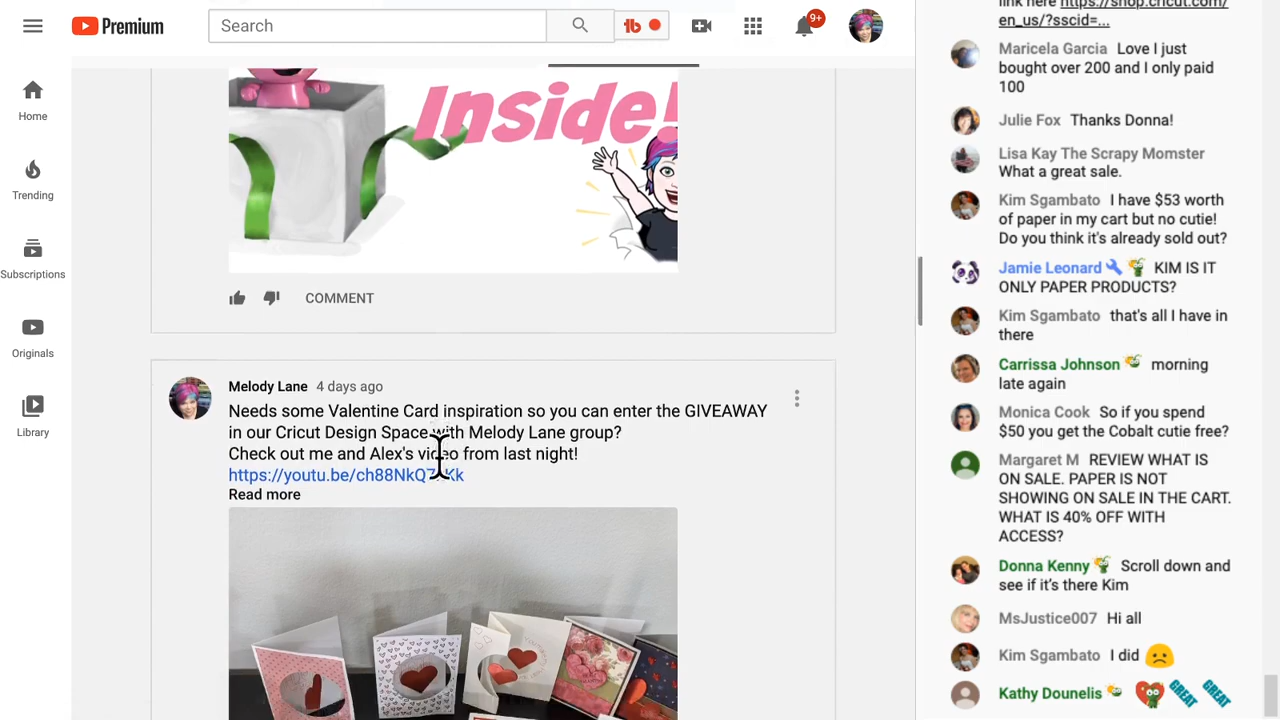 Premium
Search
9+
Home
Trending
Subscriptions
Originals
Library
Inside!
COMMENT
Melody Lane 4 days ago
Needs some Valentine Card inspiration so you can enter the GIVEAWAY
in our Cricut Design Space with Melody Lane group?
Check out me and Alex's video from last night!
Read more
link here https://shop.cricut.com/
en_us/?sscid=...
Maricela Garcia Love I just
bought over 200 and I only paid
100
Julie Fox Thanks Donna!
Lisa Kay The Scrapy Momster
What a great sale.
Kim Sgambato I have $53 worth
of paper in my cart but no cutie!
Do you think it's already sold out?
Jamie Leonard KIM IS IT
ONLY PAPER PRODUCTS?
Kim Sgambato that's all I have in
there
Carrissa Johnson morning
late again
Monica Cook So if you spend
$50 you get the Cobalt cutie free?
Margaret M REVIEW WHAT IS
ON SALE. PAPER IS NOT
SHOWING ON SALE IN THE CART.
WHAT IS 40% OFF WITH
ACCESS?
Donna Kenny Scroll down and
see if it's there Kim
MsJustice007 Hi all
Kim Sgambato I did
Kathy Dounelis GREAT GREAT